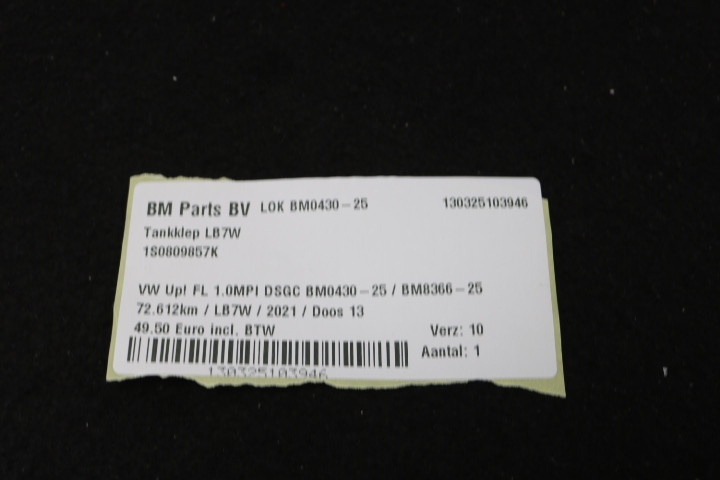 BM Parts BV LOK BM0430-25 130325103946
Tankklep LB7W
1S0809857K
VW Up! FL 1.0MPI DSGC BM0430-25 / BM8366-25
72.612km / LB7W / 2021 / Doos 13
49.50 Euro incl. BTW Verz: 10
Aantal: 1
130325103946